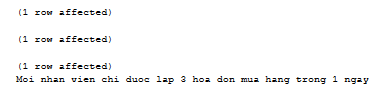 (1 row affected)
(1 row affected)
(1 row affected)
Moi nhan vien chi duoc lap 3 hoa don mua hang trong 1 ngay